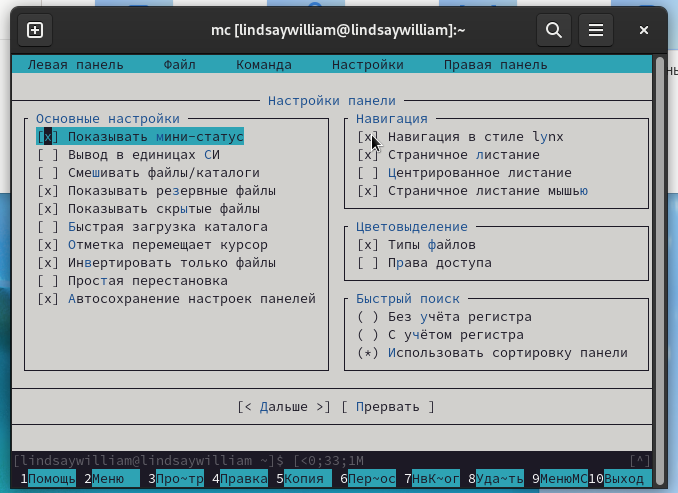 mc [lindsaywilliam@lindsaywilliam]:~
Левая панель Файл Команда Настройки Правая панель
Настройки панели
Основные настройки
[x] Показывать мини-статус
[ ] Вывод в единицах СИ
[ ] Смешивать файлы/каталоги
[x] Показывать резервные файлы
[x] Показывать скрытые файлы
[ ] Быстрая загрузка каталога
[x] Отметка перемещает курсор
[x] Инвертировать только файлы
[ ] Простая перестановка
[x] Автосохранение настроек панелей
Навигация
[x] Навигация в стиле lynx
[x] Страничное листание
[ ] Центрированное листание
[x] Страничное листание мышью
Цветовыделение
[x] Типы файлов
[ ] Права доступа
Быстрый поиск
( ) Без учёта регистра
( ) С учётом регистра
(*) Использовать сортировку панели
[< Дальше >] [ Прервать ]
[lindsaywilliam@lindsaywilliam ~]$ [<0;33;1M [^]
1Помощь 2Меню 3Про~тр 4Правка 5Копия 6Пер~ос 7НвК~ог 8Уда~ть 9МенюMC 10Выход